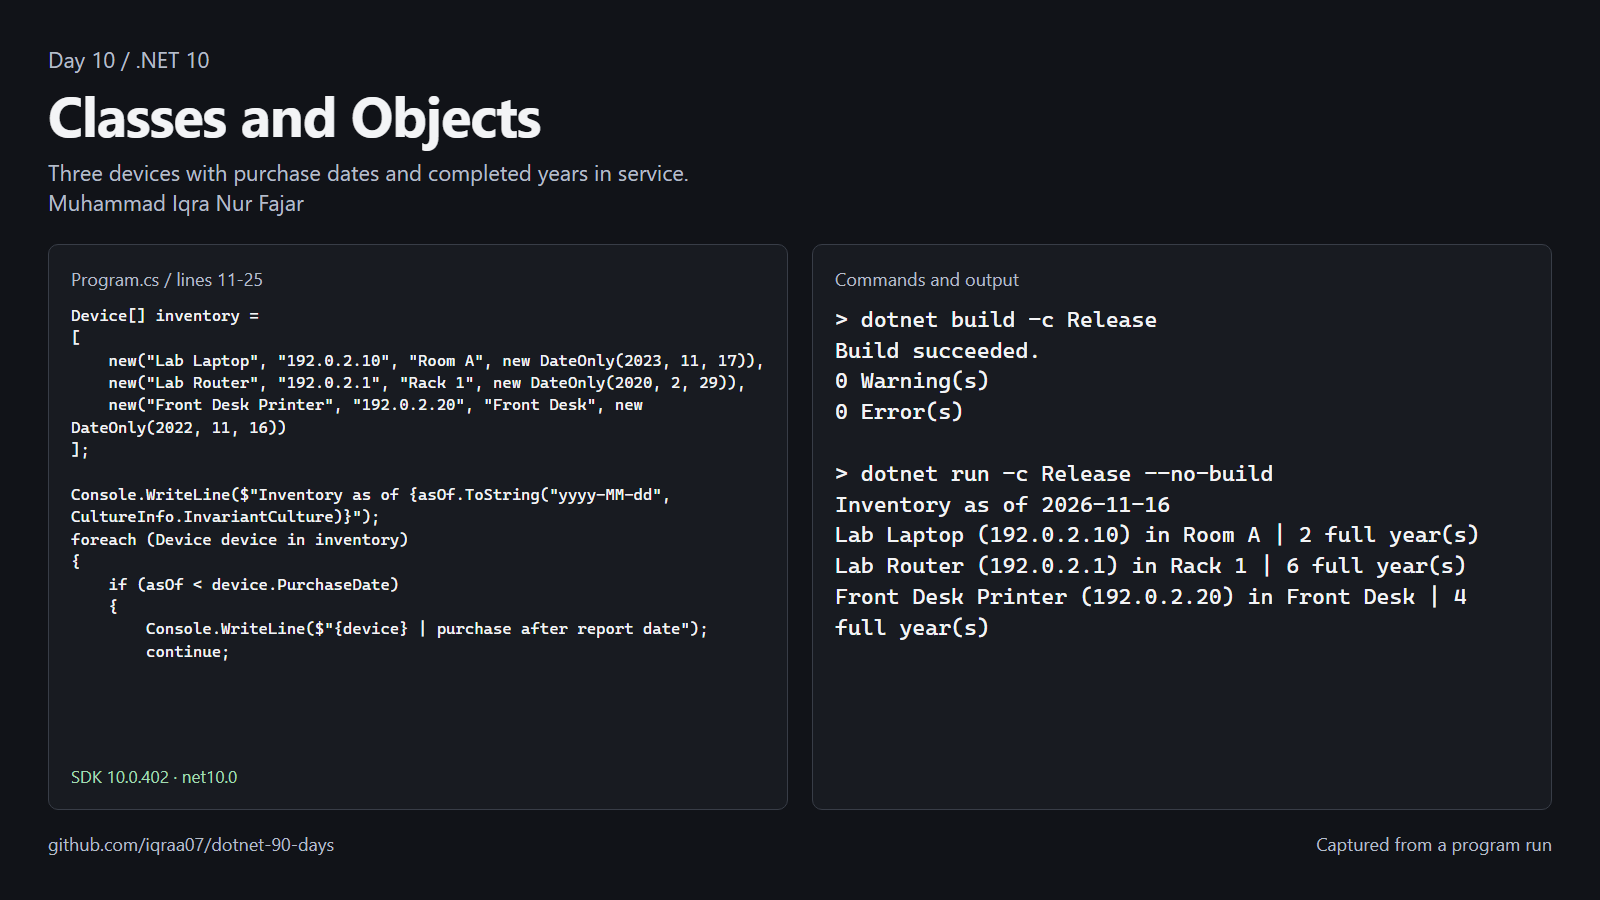 Day 10 / .NET 10
Classes and Objects
Three devices with purchase dates and completed years in service.
Muhammad Iqra Nur Fajar
Program.cs / lines 11-25
Device[] inventory =
[
    new("Lab Laptop", "192.0.2.10", "Room A", new DateOnly(2023, 11, 17)),
    new("Lab Router", "192.0.2.1", "Rack 1", new DateOnly(2020, 2, 29)),
    new("Front Desk Printer", "192.0.2.20", "Front Desk", new
DateOnly(2022, 11, 16))
];
Console.WriteLine($"Inventory as of {asOf.ToString("yyyy-MM-dd",
CultureInfo.InvariantCulture)}");
foreach (Device device in inventory)
{
    if (asOf < device.PurchaseDate)
    {
        Console.WriteLine($"{device} | purchase after report date");
        continue;
SDK 10.0.402 · net10.0
Commands and output
> dotnet build -c Release
Build succeeded.
0 Warning(s)
0 Error(s)
> dotnet run -c Release --no-build
Inventory as of 2026-11-16
Lab Laptop (192.0.2.10) in Room A | 2 full year(s)
Lab Router (192.0.2.1) in Rack 1 | 6 full year(s)
Front Desk Printer (192.0.2.20) in Front Desk | 4
full year(s)
github.com/iqraa07/dotnet-90-days
Captured from a program run